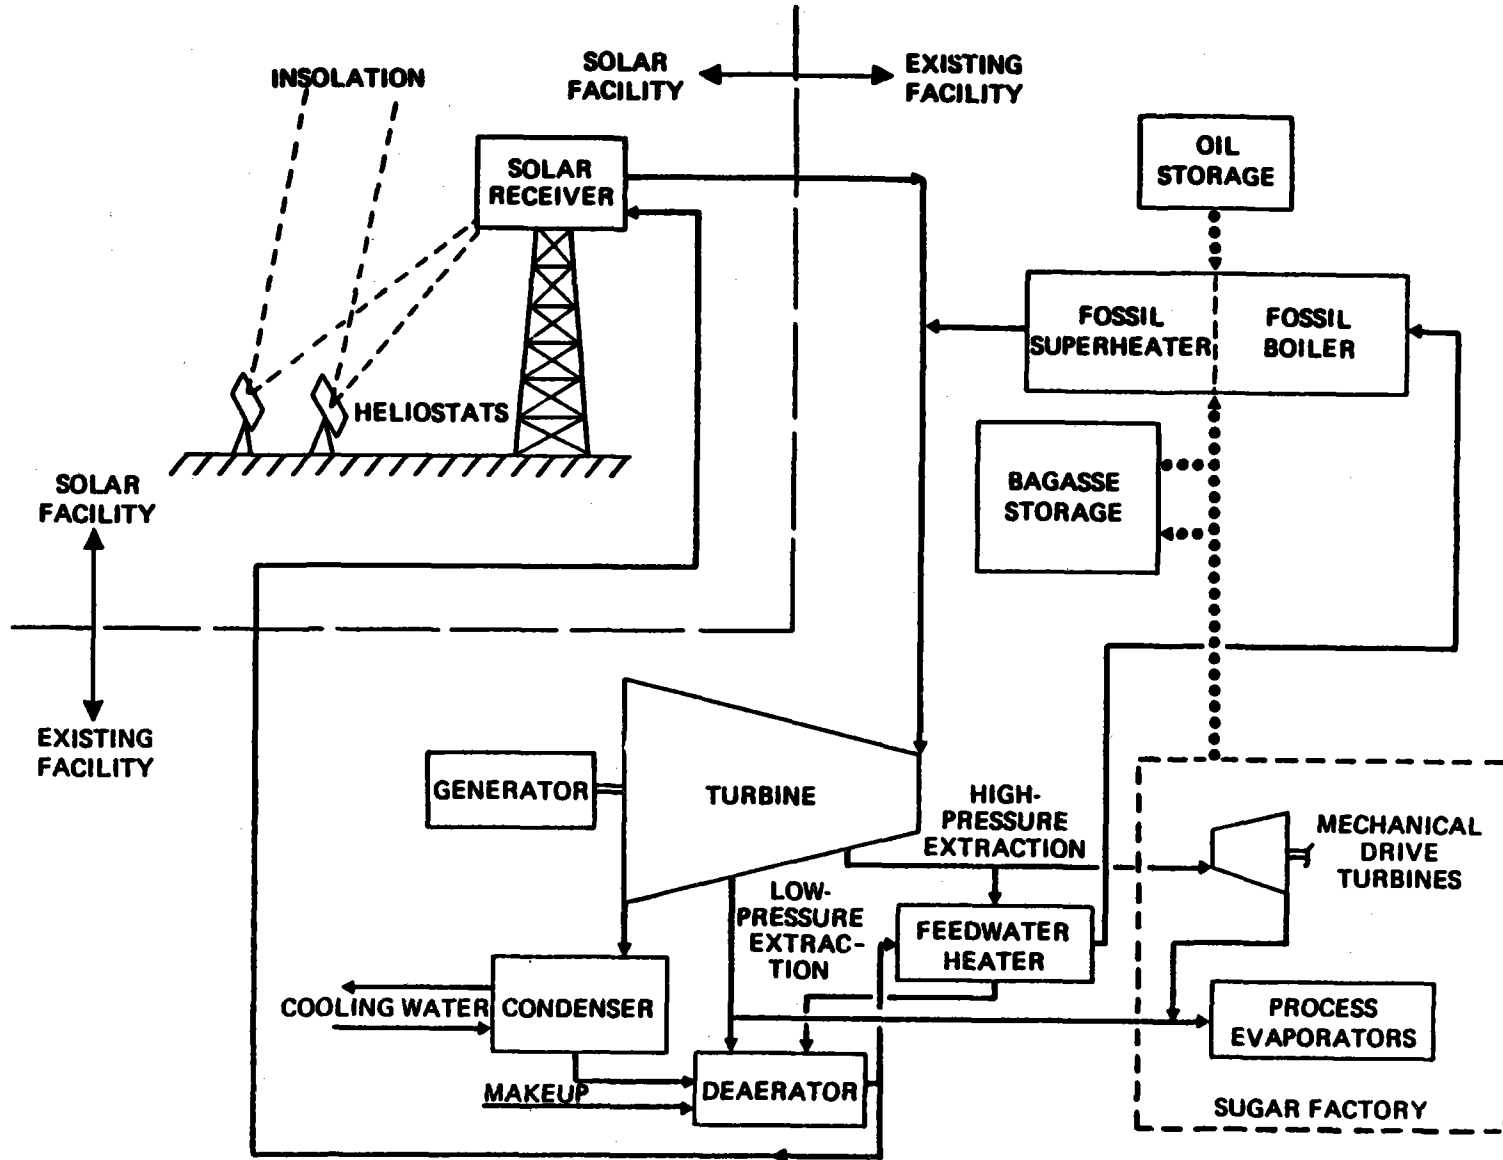 INSOLATION
SOLAR
FACILITY
EXISTING
FACILITY
SOLAR
RECEIVER
OIL
STORAGE
FOSSIL
SUPERHEATER
FOSSIL
BOILER
HELIOSTATS
BAGASSE
STORAGE
SOLAR
FACILITY
EXISTING
FACILITY
GENERATOR
TURBINE
HIGH-
PRESSURE
EXTRACTION
MECHANICAL
DRIVE
TURBINES
LOW-
PRESSURE
EXTRAC-
TION
FEEDWATER
HEATER
COOLING WATER
CONDENSER
PROCESS
EVAPORATORS
MAKEUP
DEAERATOR
SUGAR FACTORY